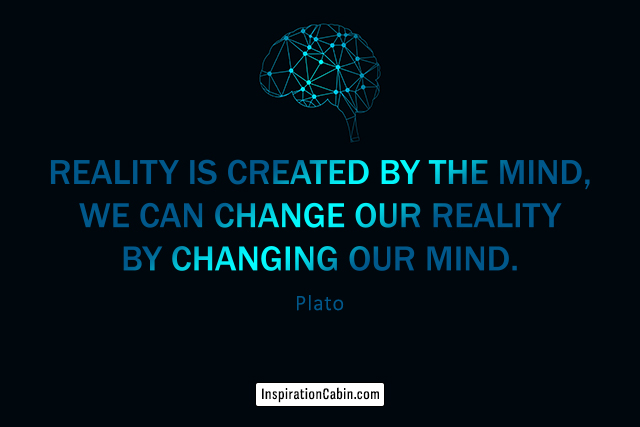 REALITY IS CREATED BY THE MIND,
WE CAN CHANGE OUR REALITY
BY CHANGING OUR MIND.
Plato
InspirationCabin.com